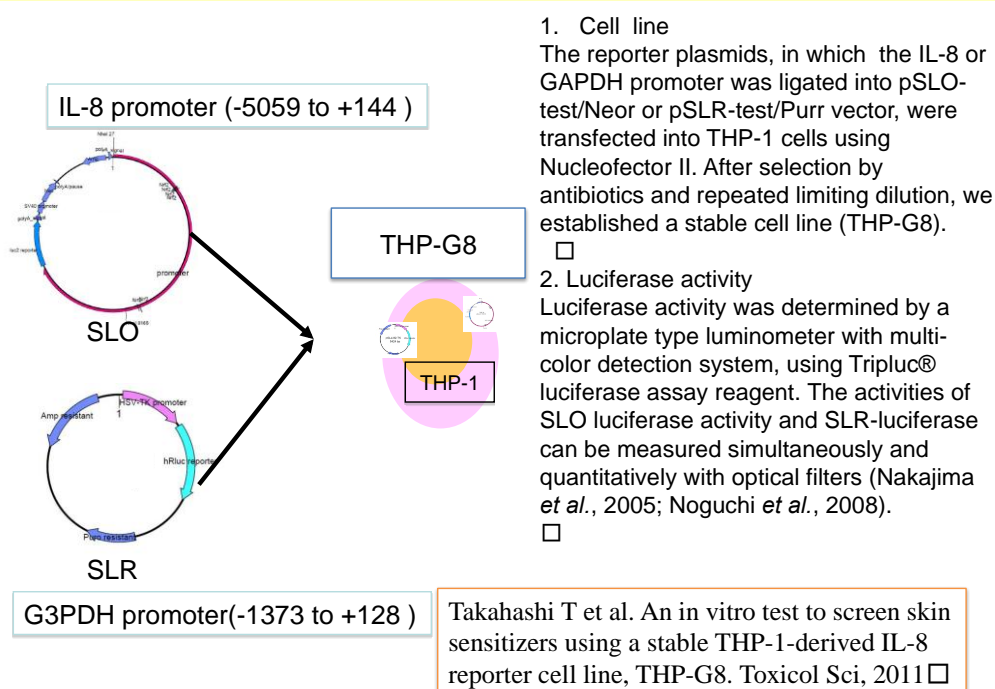 IL-8 promoter (-5059 to +144 )
polyA_signal
promoter
SLO
Amp resistant
HSV-TK promoter
1
hRluc reporter
Puro resistant
SLR
G3PDH promoter(-1373 to +128 )
THP-G8
THP-1
1. Cell line
The reporter plasmids, in which the IL-8 or
GAPDH promoter was ligated into pSLO-
test/Neor or pSLR-test/Purr vector, were
transfected into THP-1 cells using
Nucleofector II. After selection by
antibiotics and repeated limiting dilution, we
established a stable cell line (THP-G8).
□
2. Luciferase activity
Luciferase activity was determined by a
microplate type luminometer with multi-
color detection system, using Tripluc®
luciferase assay reagent. The activities of
SLO luciferase activity and SLR-luciferase
can be measured simultaneously and
quantitatively with optical filters (Nakajima
et al., 2005; Noguchi et al., 2008).
□
Takahashi T et al. An in vitro test to screen skin
sensitizers using a stable THP-1-derived IL-8
reporter cell line, THP-G8. Toxicol Sci, 2011□